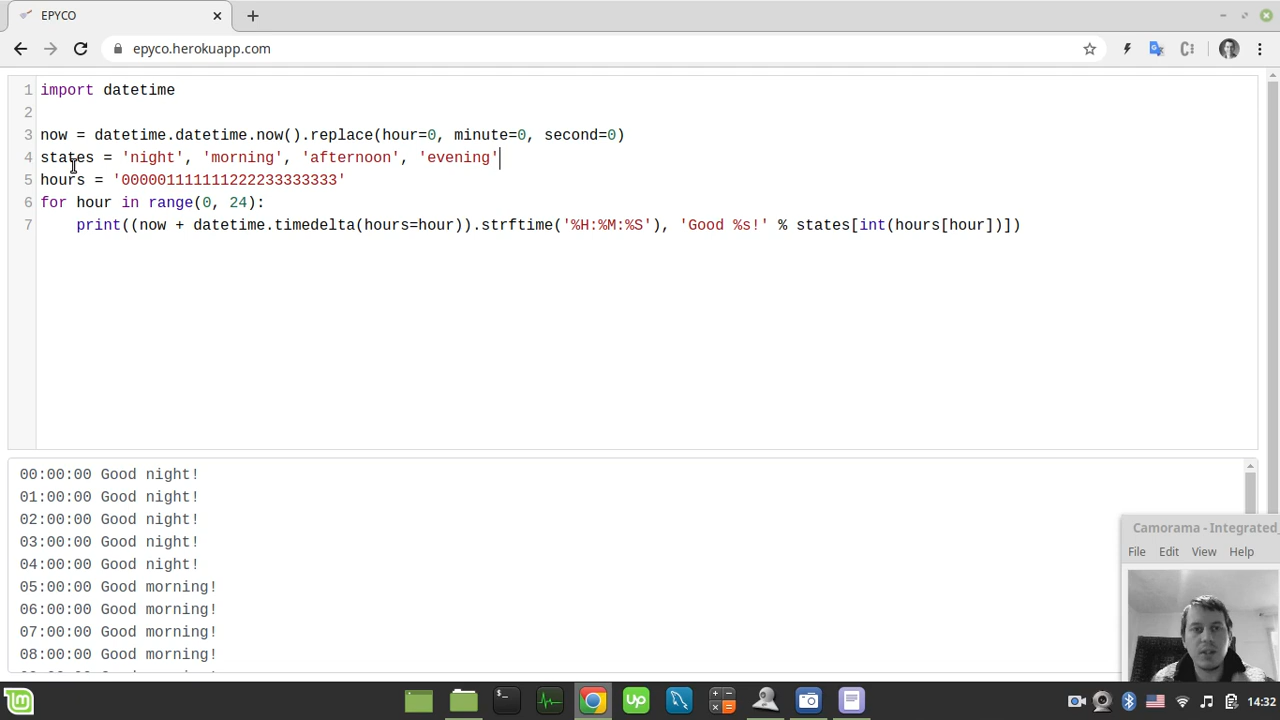 EPYCO
epyco.herokuapp.com
1 import datetime
2
3 now = datetime.datetime.now().replace(hour=0, minute=0, second=0)
4 states = 'night', 'morning', 'afternoon', 'evening'
5 hours = '000001111111222233333333'
6 for hour in range(0, 24):
7     print((now + datetime.timedelta(hours=hour)).strftime('%H:%M:%S'), 'Good %s!' % states[int(hours[hour])])
00:00:00 Good night!
01:00:00 Good night!
02:00:00 Good night!
03:00:00 Good night!
04:00:00 Good night!
05:00:00 Good morning!
06:00:00 Good morning!
07:00:00 Good morning!
08:00:00 Good morning!
Camorama - Integrated_
File Edit View Help
Up
14:32